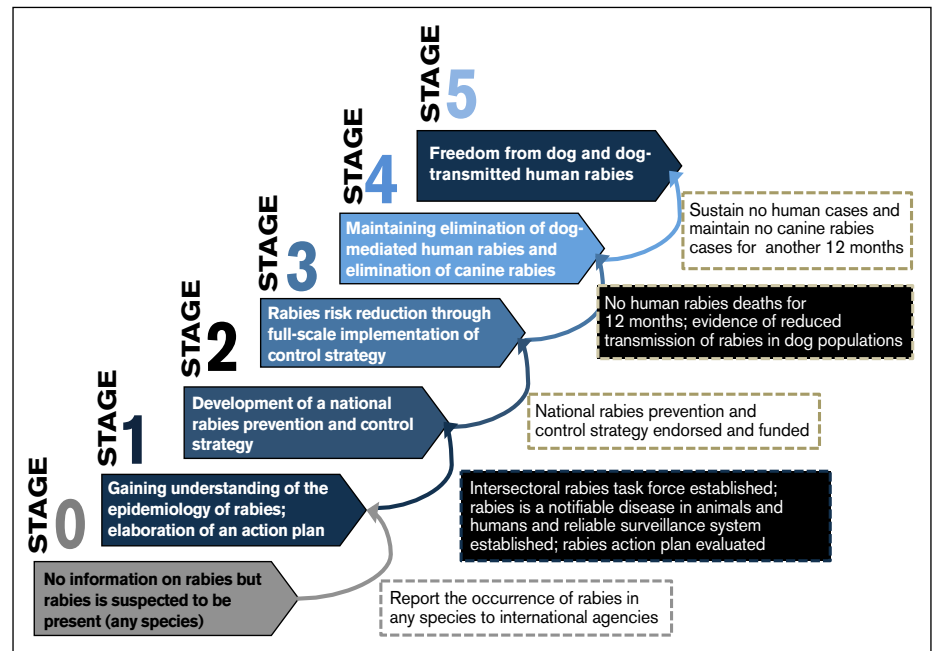 STAGE 5
Freedom from dog and dog-
transmitted human rabies
Sustain no human cases and
maintain no canine rabies
cases for another 12 months
STAGE 4
Maintaining elimination of dog-
mediated human rabies and
elimination of canine rabies
No human rabies deaths for
12 months; evidence of reduced
transmission of rabies in dog populations
STAGE 3
Rabies risk reduction through
full-scale implementation of
control strategy
National rabies prevention and
control strategy endorsed and funded
STAGE 2
Development of a national
rabies prevention and control
strategy
Intersectoral rabies task force established;
rabies is a notifiable disease in animals and
humans and reliable surveillance system
established; rabies action plan evaluated
STAGE 1
Gaining understanding of the
epidemiology of rabies;
elaboration of an action plan
Report the occurrence of rabies in
any species to international agencies
STAGE 0
No information on rabies but
rabies is suspected to be
present (any species)